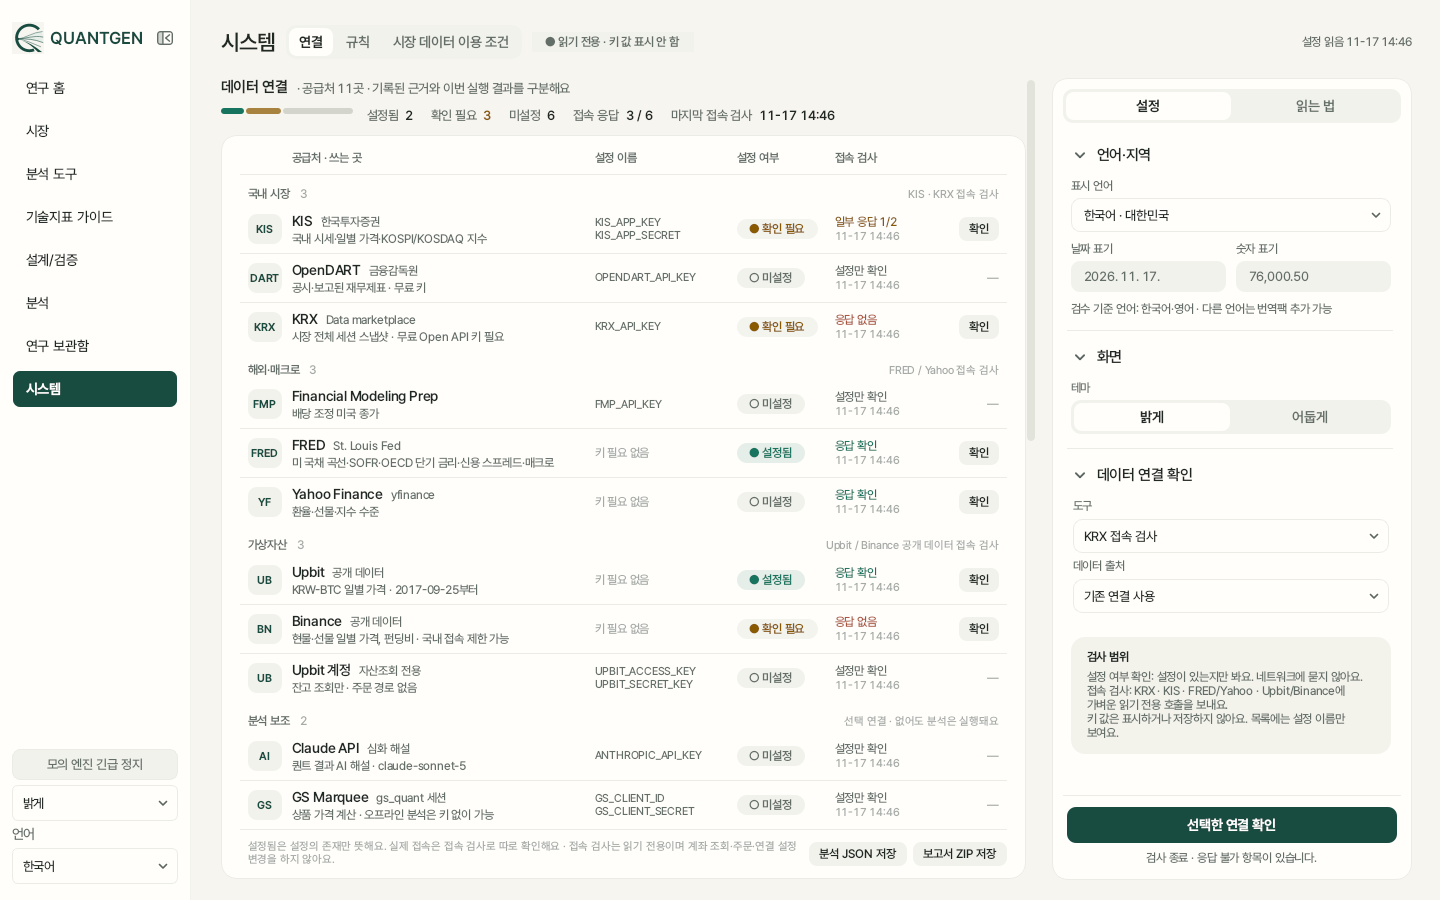 QUANTGEN
연구 홈
시장
분석 도구
기술지표 가이드
설계/검증
분석
연구 보관함
시스템
모의 엔진 긴급 정지
밝게
언어
한국어
시스템
연결
규칙
시장 데이터 이용 조건
● 읽기 전용 · 키 값 표시 안 함
설정 읽음 11-17 14:46
데이터 연결 · 공급처 11곳 · 기록된 근거와 이번 실행 결과를 구분해요
설정됨 2 확인 필요 3 미설정 6 접속 응답 3 / 6 마지막 접속 검사 11-17 14:46
공급처 · 쓰는 곳 설정 이름 설정 여부 접속 검사
국내 시장 3 KIS · KRX 접속 검사
KIS
KIS 한국투자증권
국내 시세·일별 가격·KOSPI/KOSDAQ 지수
KIS_APP_KEY
KIS_APP_SECRET
● 확인 필요
일부 응답 1/2
11-17 14:46
확인
DART
OpenDART 금융감독원
공시·보고된 재무제표 · 무료 키
OPENDART_API_KEY
○ 미설정
설정만 확인
11-17 14:46
—
KRX
KRX Data marketplace
시장 전체 세션 스냅샷 · 무료 Open API 키 필요
KRX_API_KEY
● 확인 필요
응답 없음
11-17 14:46
확인
해외·매크로 3 FRED / Yahoo 접속 검사
FMP
Financial Modeling Prep
배당 조정 미국 종가
FMP_API_KEY
○ 미설정
설정만 확인
11-17 14:46
—
FRED
FRED St. Louis Fed
미 국채 곡선·SOFR·OECD 단기 금리·신용 스프레드·매크로
키 필요 없음
● 설정됨
응답 확인
11-17 14:46
확인
YF
Yahoo Finance yfinance
환율·선물·지수 수준
키 필요 없음
○ 미설정
응답 확인
11-17 14:46
확인
가상자산 3 Upbit / Binance 공개 데이터 접속 검사
UB
Upbit 공개 데이터
KRW-BTC 일별 가격 · 2017-09-25부터
키 필요 없음
● 설정됨
응답 확인
11-17 14:46
확인
BN
Binance 공개 데이터
현물·선물 일별 가격, 펀딩비 · 국내 접속 제한 가능
키 필요 없음
● 확인 필요
응답 없음
11-17 14:46
확인
UB
Upbit 계정 자산조회 전용
잔고 조회만 · 주문 경로 없음
UPBIT_ACCESS_KEY
UPBIT_SECRET_KEY
○ 미설정
설정만 확인
11-17 14:46
—
분석 보조 2 선택 연결 · 없어도 분석은 실행돼요
AI
Claude API 심화 해설
퀀트 결과 AI 해설 · claude-sonnet-5
ANTHROPIC_API_KEY
○ 미설정
설정만 확인
11-17 14:46
—
GS
GS Marquee gs_quant 세션
상품 가격 계산 · 오프라인 분석은 키 없이 가능
GS_CLIENT_ID
GS_CLIENT_SECRET
○ 미설정
설정만 확인
11-17 14:46
—
설정됨은 설정의 존재만 뜻해요. 실제 접속은 접속 검사로 따로 확인해요 · 접속 검사는 읽기 전용이며 계좌 조회·주문·연결 설정
변경을 하지 않아요.
분석 JSON 저장
보고서 ZIP 저장
설정
읽는 법
언어·지역
표시 언어
한국어 · 대한민국
날짜 표기 숫자 표기
2026. 11. 17. 76,000.50
검수 기준 언어: 한국어·영어 · 다른 언어는 번역팩 추가 가능
화면
테마
밝게
어둡게
데이터 연결 확인
도구
KRX 접속 검사
데이터 출처
기존 연결 사용
검사 범위
설정 여부 확인: 설정이 있는지만 봐요. 네트워크에 묻지 않아요.
접속 검사: KRX · KIS · FRED/Yahoo · Upbit/Binance에
가벼운 읽기 전용 호출을 보내요.
키 값은 표시하거나 저장하지 않아요. 목록에는 설정 이름만
보여요.
선택한 연결 확인
검사 종료 · 응답 불가 항목이 있습니다.